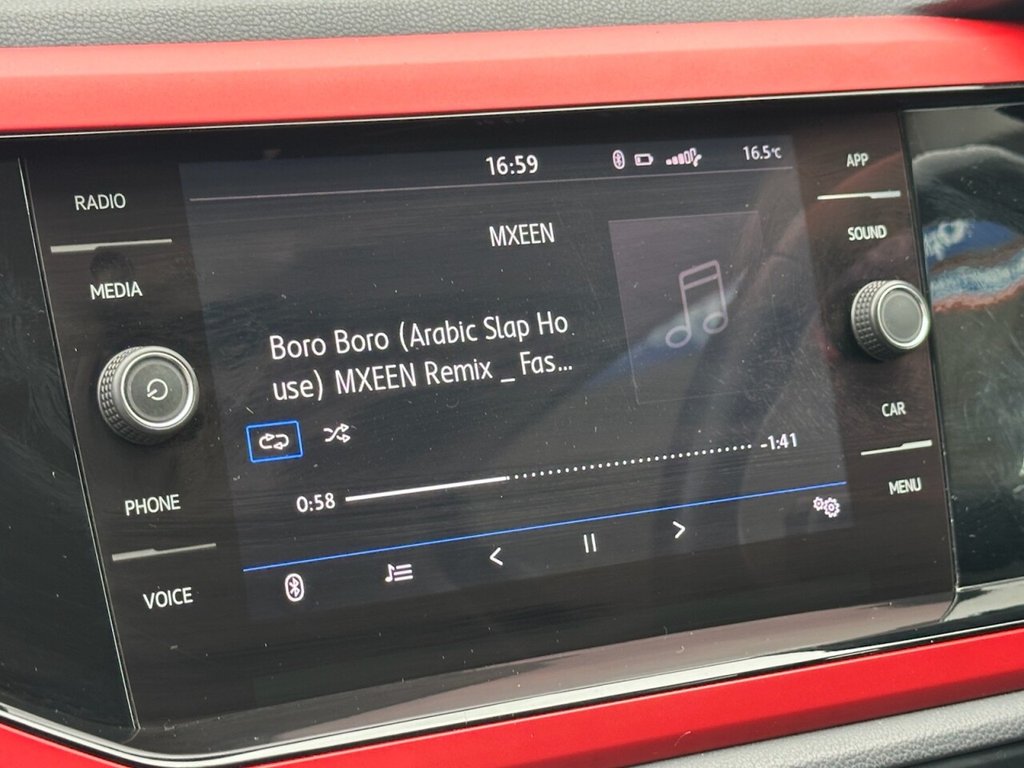 16:59
16.5°C
APP
RADIO
SOUND
MXEEN
MEDIA
Boro Boro (Arabic Slap Ho
use) MXEEN Remix _ Fas...
CAR
-1:41
0:58
PHONE
MENU
VOICE